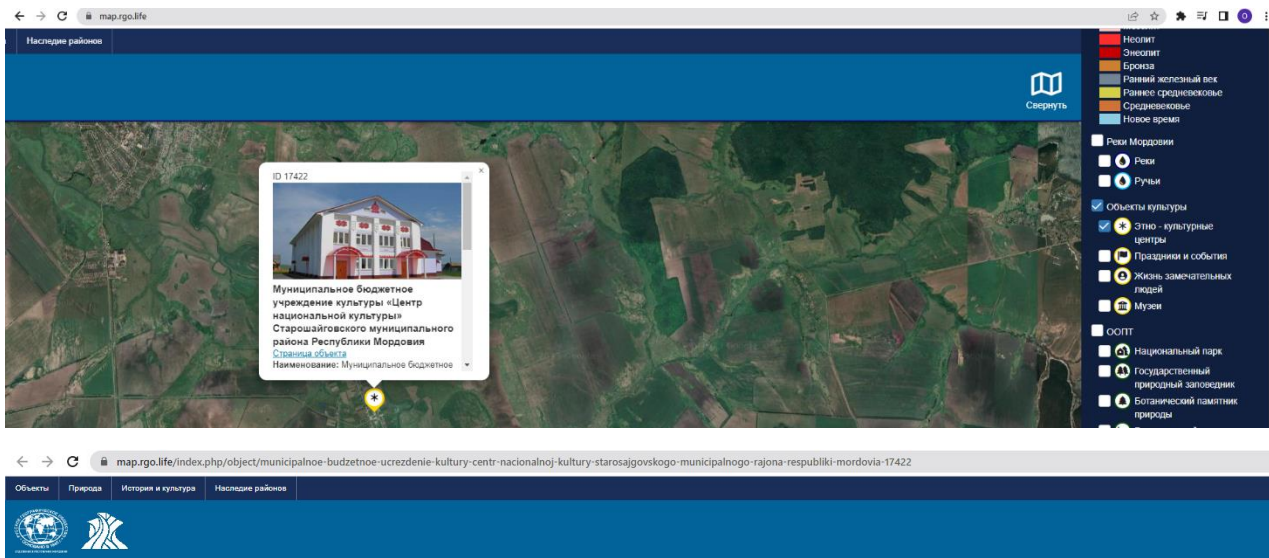 map.rgo.life
Наследие районов
Свернуть
ID 17422
Муниципальное бюджетное
учреждение культуры «Центр
национальной культуры»
Старошайговского муниципального
района Республики Мордовия
Страница объекта
Наименование: Муниципальное бюджетное
Неолит
Энеолит
Бронза
Ранний железный век
Раннее средневековье
Средневековье
Новое время
Реки Мордовии
Реки
Ручьи
Объекты культуры
Этно - культурные
центры
Праздники и события
Жизнь замечательных
людей
Музеи
ООПТ
Национальный парк
Государственный
природный заповедник
Ботанический памятник
природы
map.rgo.life/index.php/object/municipalnoe-budzetnoe-ucrezdenie-kultury-centr-nacionalnoj-kultury-starosajgovskogo-municipalnogo-rajona-respubliki-mordovia-17422
Объекты Природа История и культура Наследие районов